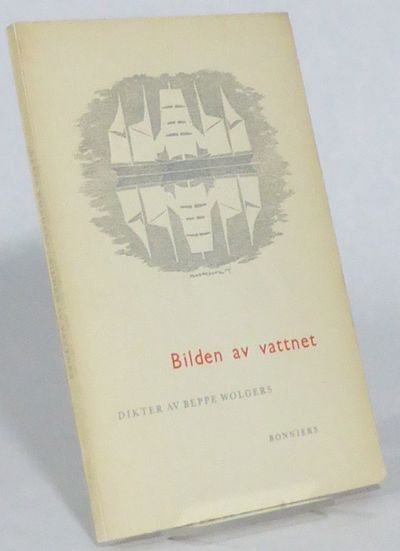 Bilden av vattnet
DIKTER AV BEPPE WOLGERS
BONNIERS